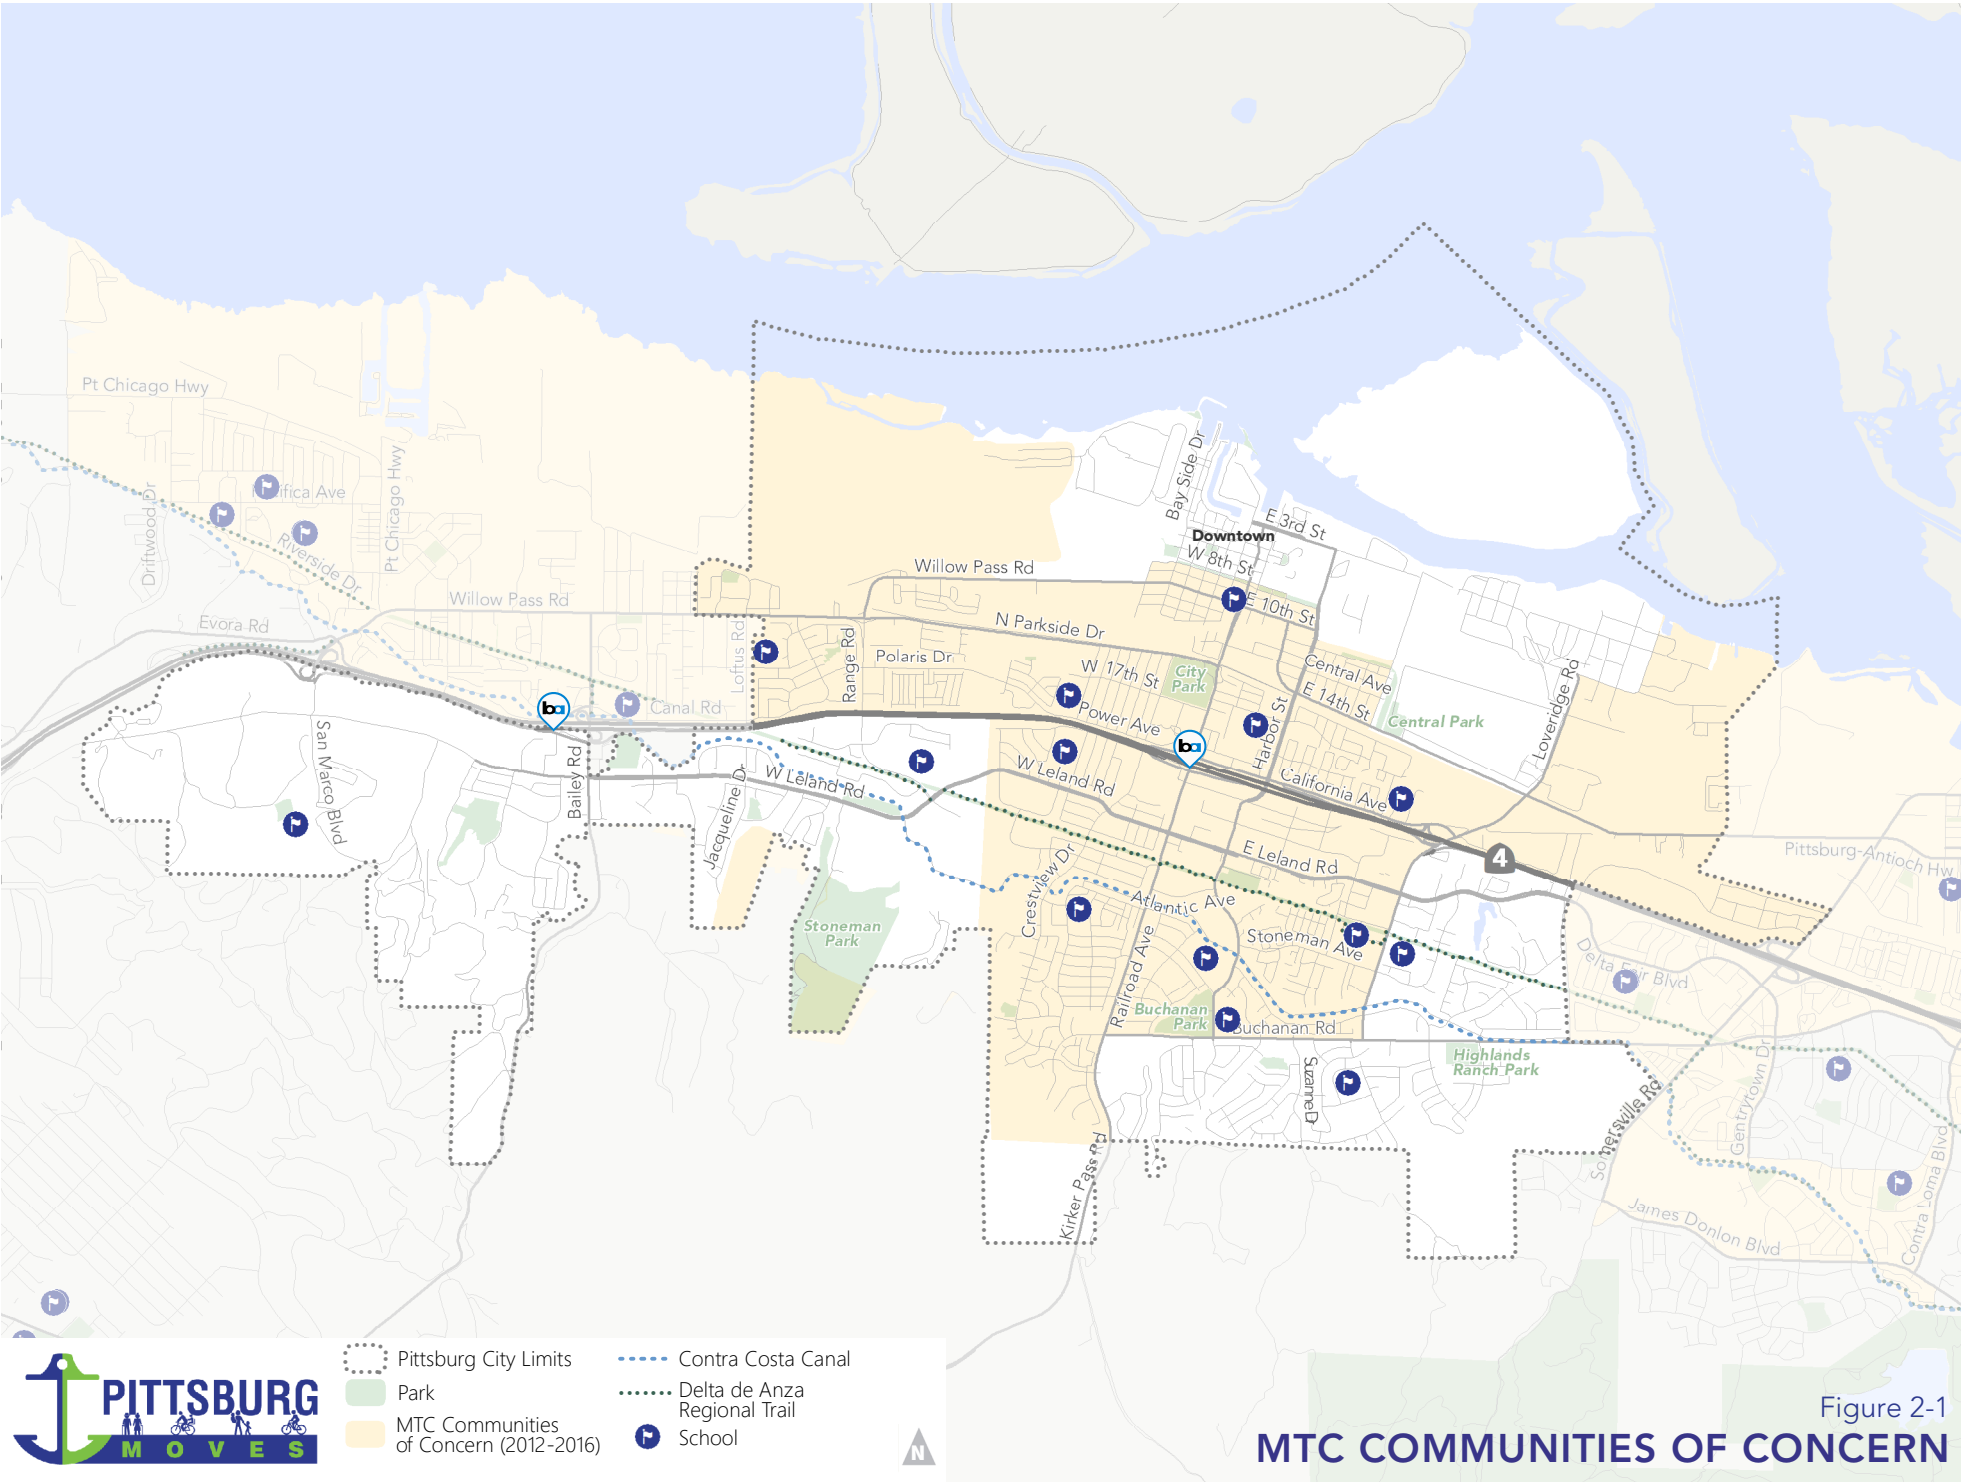 Pt Chicago Hwy
Pt Chicago Hwy
Driftwood Dr
Riverside Dr
Willow Pass Rd
Evora Rd
Loftus Rd
Canal Rd
San Marco Blvd
Bailey Rd
Jacqueline Dr
W Leland Rd
Stoneman
Park
Range Rd
Polaris Dr
Willow Pass Rd
N Parkside Dr
W 17th St
City
Park
Power Ave
W Leland Rd
Bay Side Dr
E 3rd St
Downtown
W 8th St
E 10th St
Central Ave
E 14th St
Central Park
Harbor St
California Ave
Loveridge Rd
4
E Leland Rd
Crestview Dr
Atlantic Ave
Stoneman Ave
Railroad Ave
Buchanan
Park
Buchanan Rd
Highlands
Ranch Park
Suzanne Dr
Kirker Pass Rd
Pittsburg-Antioch Hw
Delta Fair Blvd
Somersville Rd
Gentrytown Dr
James Donlon Blvd
Contra Loma Blvd
PITTSBURG
MOVES
Pittsburg City Limits
Park
MTC Communities
of Concern (2012-2016)
Contra Costa Canal
Delta de Anza
Regional Trail
School
N
Figure 2-1
MTC COMMUNITIES OF CONCERN